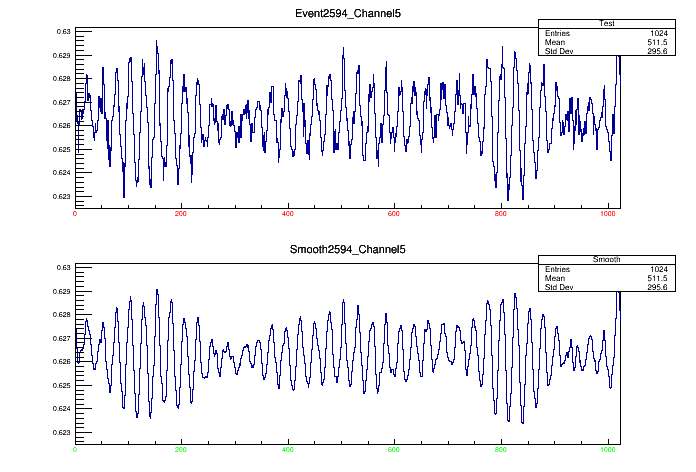 Event2594_Channel5
Test
Entries 1024
Mean 511.5
Std Dev 295.6
0.63
0.629
0.628
0.627
0.626
0.625
0.624
0.623
0 200 400 600 800 1000
Smooth2594_Channel5
Smooth
Entries 1024
Mean 511.5
Std Dev 295.6
0.63
0.629
0.628
0.627
0.626
0.625
0.624
0.623
0 200 400 600 800 1000